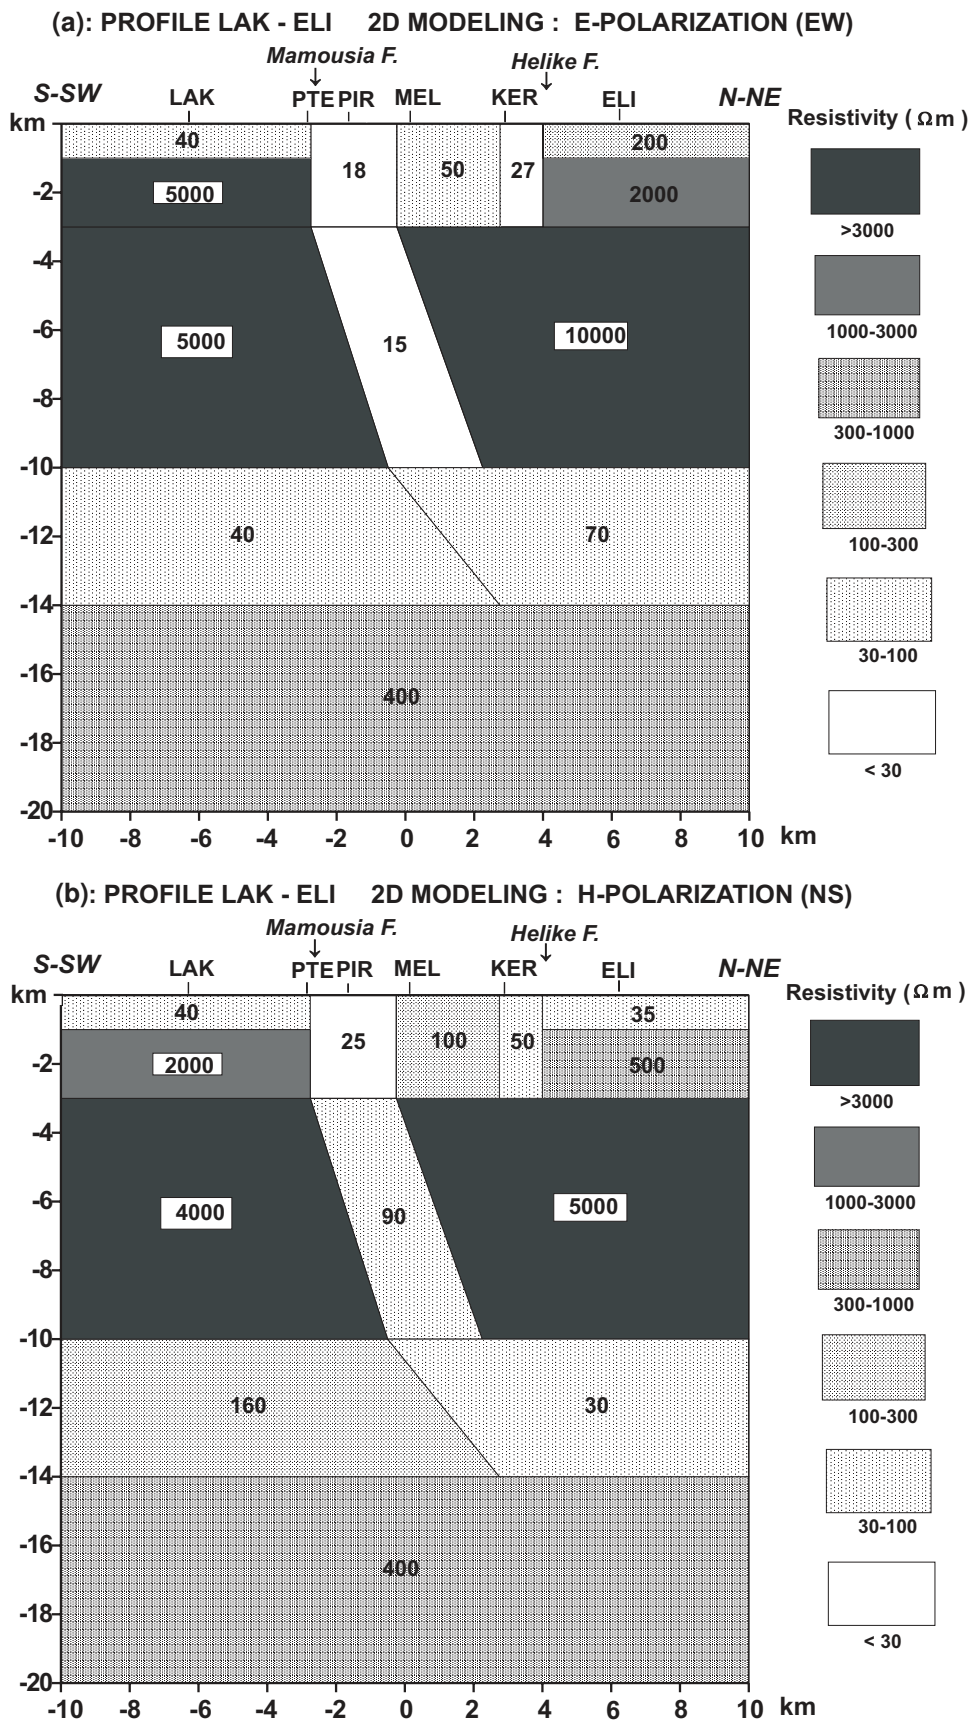 (a): PROFILE LAK - ELI 2D MODELING : E-POLARIZATION (EW)
Mamousia F. Helike F.
S-SW LAK PTE PIR MEL KER ELI N-NE
km
Resistivity ( Ωm )
40 18 50 27 200
-2 5000 2000
>3000
-4
-6 5000 15 10000
1000-3000
-8
300-1000
-10
-12 40 70
100-300
-14
30-100
-16
400
-18
< 30
-20
-10 -8 -6 -4 -2 0 2 4 6 8 10 km
(b): PROFILE LAK - ELI 2D MODELING : H-POLARIZATION (NS)
Mamousia F. Helike F.
S-SW LAK PTE PIR MEL KER ELI N-NE
km
Resistivity ( Ωm )
40 25 100 50 35
-2 2000 500
>3000
-4
-6 4000 90 5000
1000-3000
-8
300-1000
-10
-12 160 30
100-300
-14
30-100
-16
400
-18
< 30
-20
-10 -8 -6 -4 -2 0 2 4 6 8 10 km